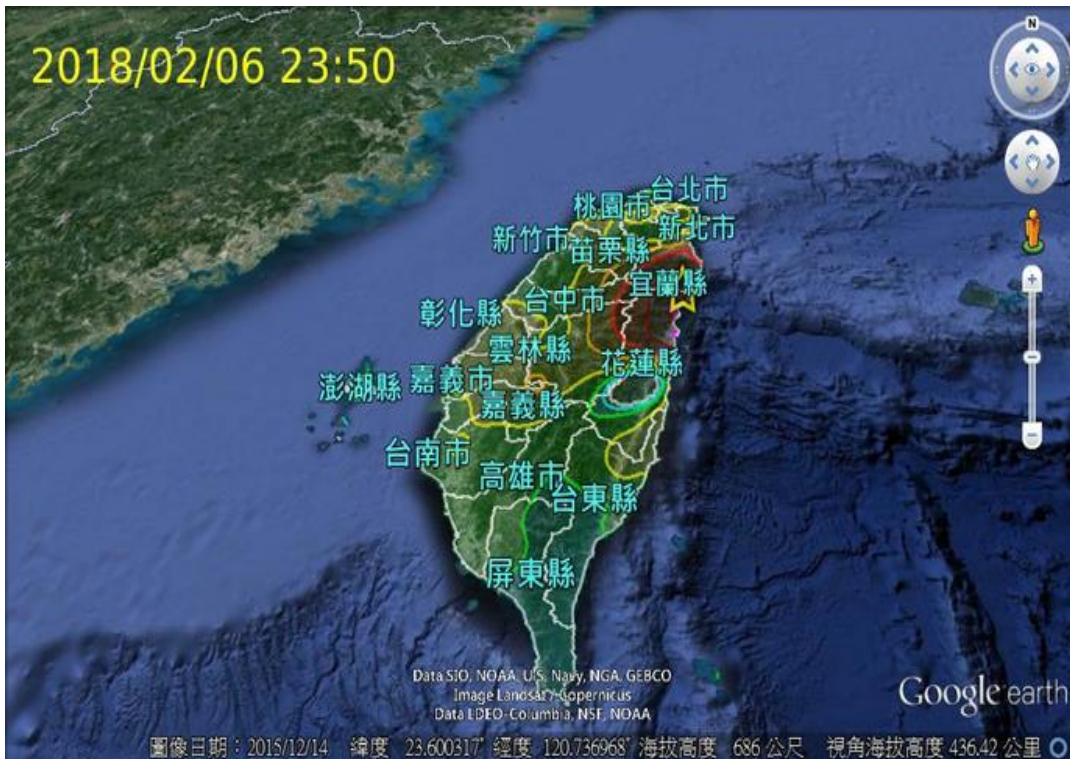 2018/02/06 23:50
N
台北市
桃園市
新北市
新竹市
苗栗縣
宜蘭縣
台中市
彰化縣
雲林縣
花蓮縣
澎湖縣
嘉義市
嘉義縣
台南市
高雄市
台東縣
屏東縣
Data SIO, NOAA, U.S. Navy, NGA, GEBCO
Image Landsat / Copernicus
Data LDEO-Columbia, NSF, NOAA
Google earth
圖像日期：2015/12/14 緯度 23.600317° 經度 120.736968° 海拔高度 686 公尺 視角海拔高度 436.42 公里